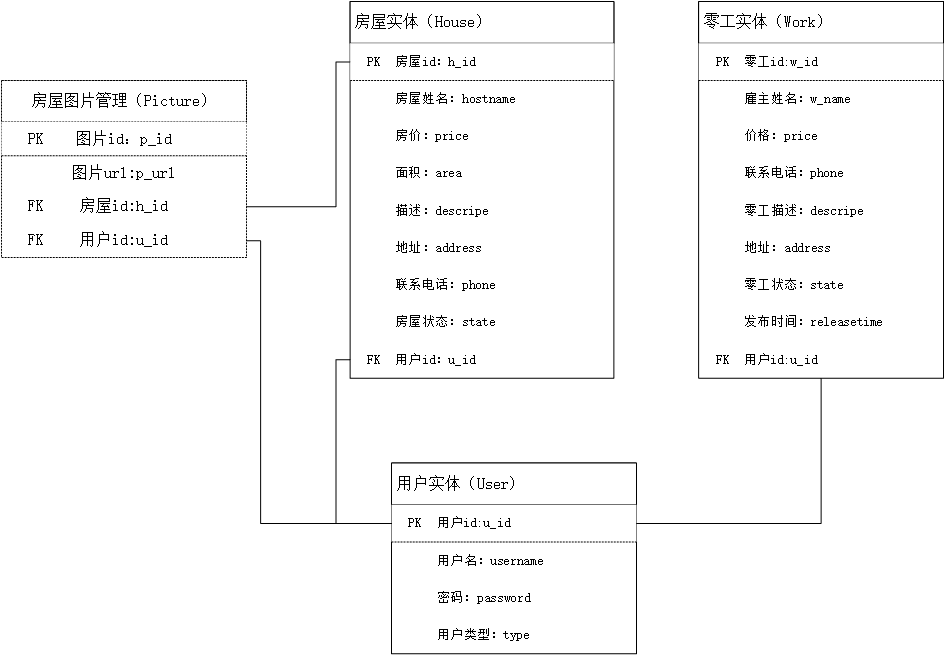 房屋图片管理（Picture）
PK 图片id：p_id
图片url:p_url
FK 房屋id:h_id
FK 用户id:u_id
房屋实体（House）
PK 房屋id：h_id
房屋姓名：hostname
房价：price
面积：area
描述：descripe
地址：address
联系电话：phone
房屋状态：state
FK 用户id：u_id
零工实体（Work）
PK 零工id:w_id
雇主姓名：w_name
价格：price
联系电话：phone
零工描述：descripe
地址：address
零工状态：state
发布时间：releasetime
FK 用户id:u_id
用户实体（User）
PK 用户id:u_id
用户名：username
密码：password
用户类型：type